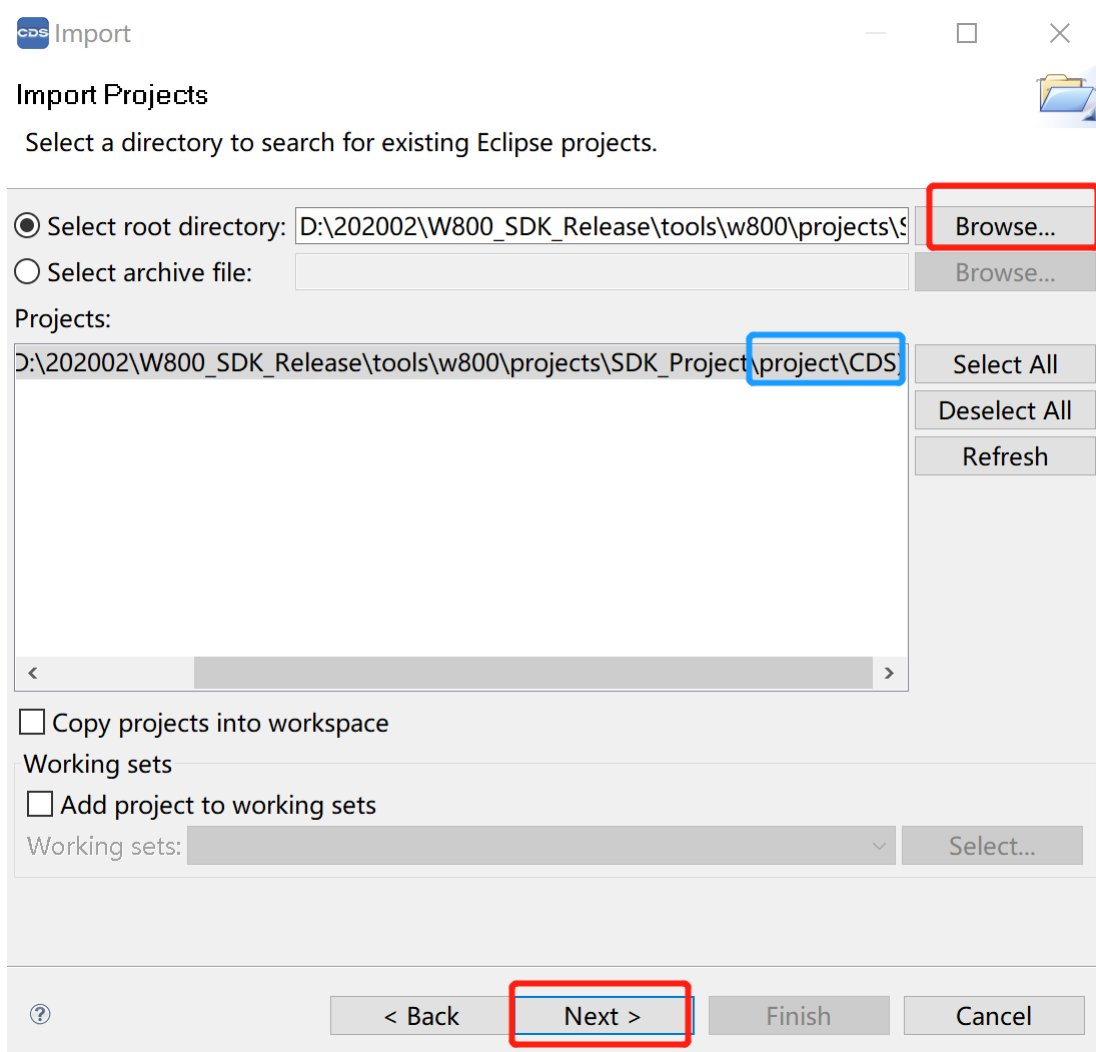 CDS Import
Import Projects
Select a directory to search for existing Eclipse projects.
Select root directory: D:\202002\W800_SDK_Release\tools\w800\projects\S Browse...
Select archive file: Browse...
Projects:
D:\202002\W800_SDK_Release\tools\w800\projects\SDK_Project\project\CDS) Select All
Deselect All
Refresh
Copy projects into workspace
Working sets
Add project to working sets
Working sets: Select...
< Back Next > Finish Cancel